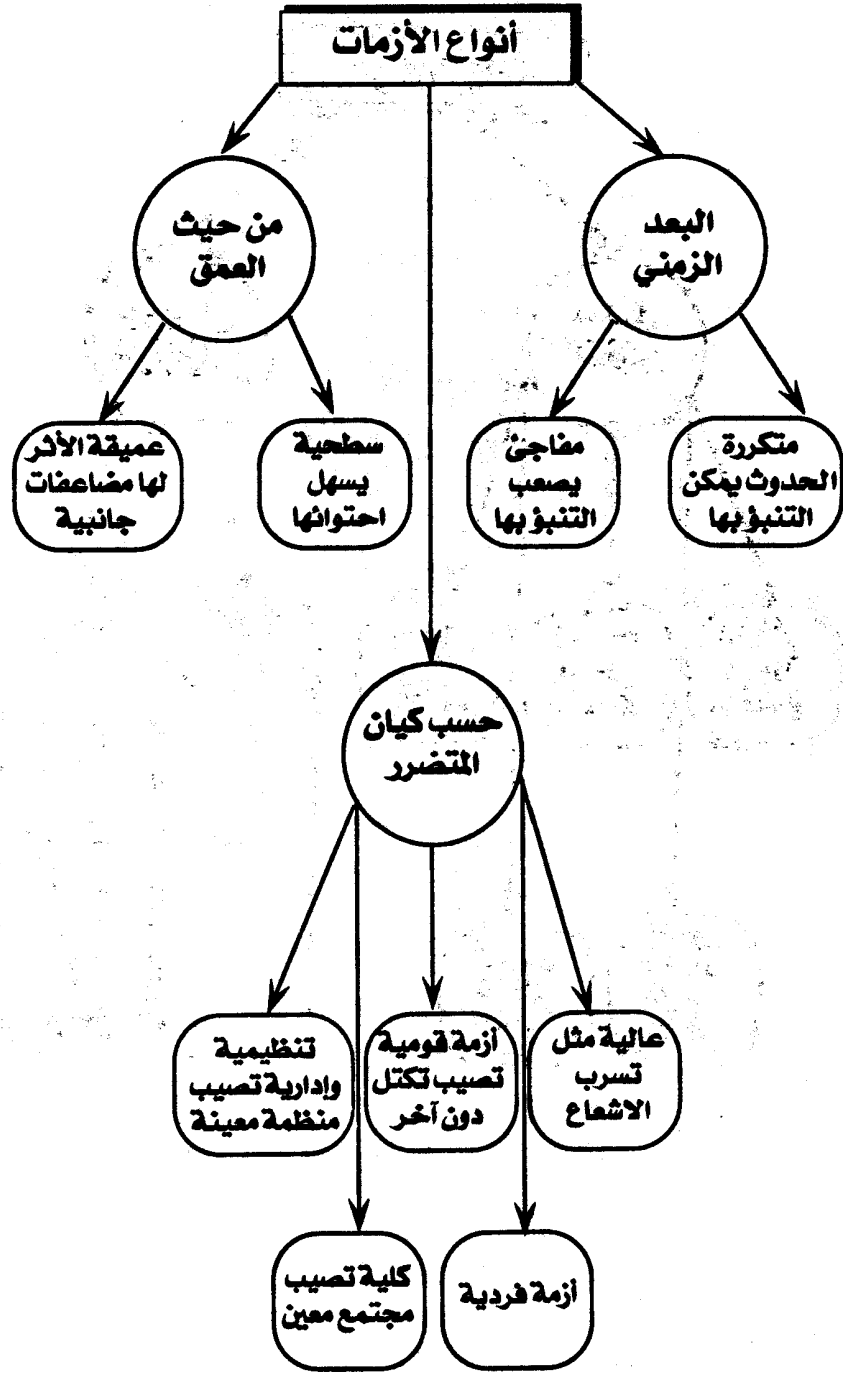 أنواع الأزمات
البعد
الزمني
من حيث
العمق
متكررة
الحدوث يمكن
التنبؤ بها
مفاجئ
يصعب
التنبؤ بها
سطحية
يسهل
احتوائها
عميقة الأثر
لها مضاعفات
جانبية
حسب كيان
المتضرر
عالية مثل
تسرب
الاشعاع
أزمة قومية
تصيب تكتل
دون آخر
تنظيمية
وإدارية تصيب
منظمة معينة
أزمة فردية
كلية تصيب
مجتمع معين